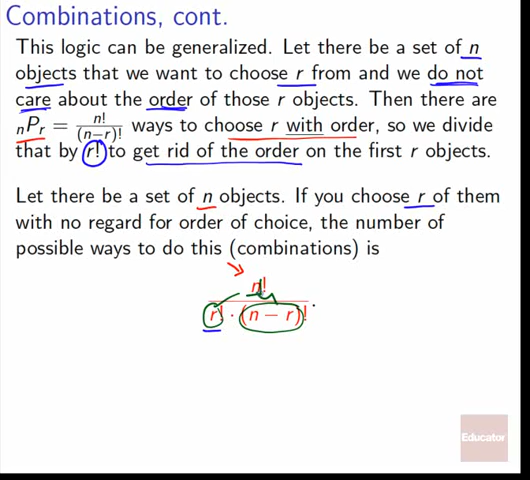 Combinations, cont.
This logic can be generalized. Let there be a set of n
objects that we want to choose r from and we do not
care about the order of those r objects. Then there are
nPr = n!/(n−r)! ways to choose r with order, so we divide
that by r! to get rid of the order on the first r objects.
Let there be a set of n objects. If you choose r of them
with no regard for order of choice, the number of
possible ways to do this (combinations) is
n!
r! · (n − r)! .
Educator